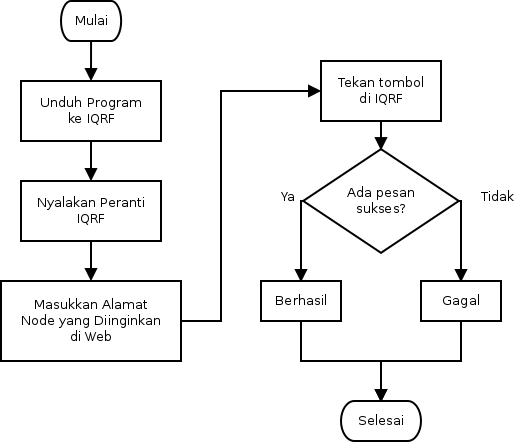 Mulai
Unduh Program
ke IQRF
Nyalakan Peranti
IQRF
Masukkan Alamat
Node yang Diinginkan
di Web
Tekan tombol
di IQRF
Ada pesan
sukses?
Ya
Tidak
Berhasil
Gagal
Selesai